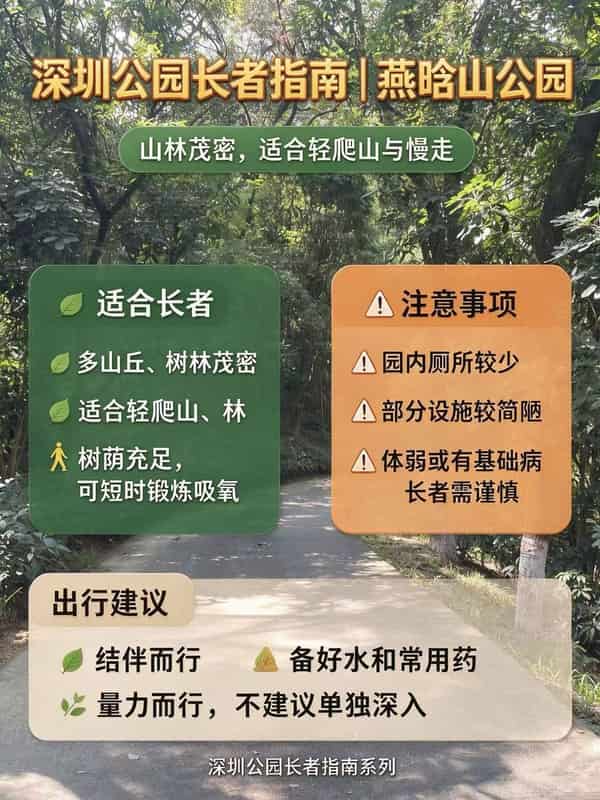 深圳公园长者指南 | 燕晗山公园
山林茂密，适合轻爬山与慢走
适合长者
多山丘、树林茂密
适合轻爬山、林
树荫充足，
可短时锻炼吸氧
注意事项
园内厕所较少
部分设施较简陋
体弱或有基础病
长者需谨慎
出行建议
结伴而行
备好水和常用药
量力而行，不建议单独深入
深圳公园长者指南系列